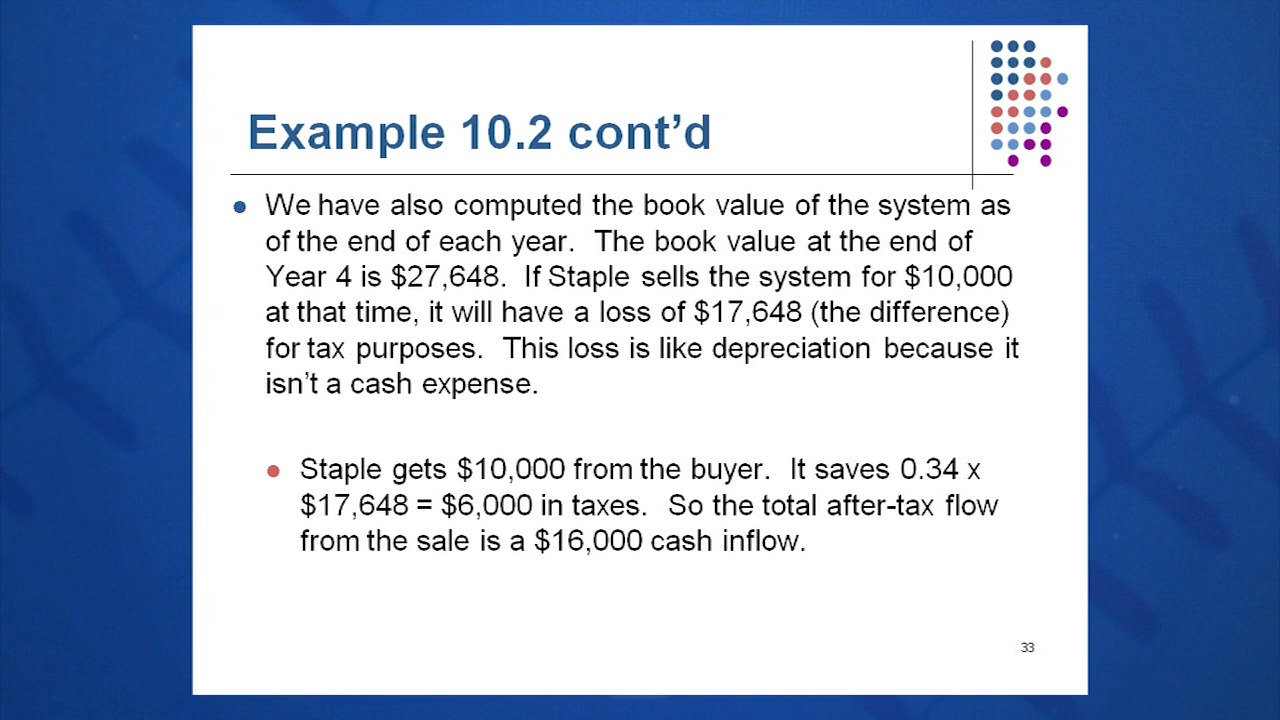 Example 10.2 cont’d
We have also computed the book value of the system as
of the end of each year. The book value at the end of
Year 4 is $27,648. If Staple sells the system for $10,000
at that time, it will have a loss of $17,648 (the difference)
for tax purposes. This loss is like depreciation because it
isn’t a cash expense.
Staple gets $10,000 from the buyer. It saves 0.34 x
$17,648 = $6,000 in taxes. So the total after-tax flow
from the sale is a $16,000 cash inflow.
33